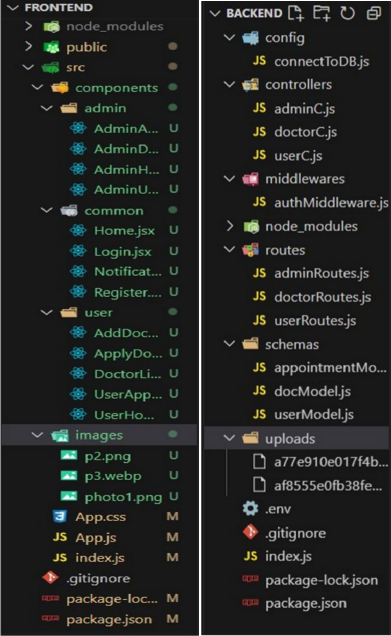 FRONTEND
node_modules
public
src
components
admin
AdminA... U
AdminD... U
AdminH... U
AdminU... U
common
Home.jsx U
Login.jsx U
Notificat... U
Register.... U
user
AddDoc... U
ApplyDo... U
DoctorLi... U
UserApp... U
UserHo... U
images
p2.png U
p3.webp U
photo1.png U
App.css M
JS App.js M
JS index.js M
.gitignore
package-loc... M
package.json M
BACKEND
config
JS connectToDB.js
controllers
JS adminC.js
JS doctorC.js
JS userC.js
middlewares
JS authMiddleware.js
node_modules
routes
JS adminRoutes.js
JS doctorRoutes.js
JS userRoutes.js
schemas
JS appointmentMo...
JS docModel.js
JS userModel.js
uploads
a77e910e017f4b...
af8555e0fb38fe...
.env
.gitignore
JS index.js
package-lock.json
package.json